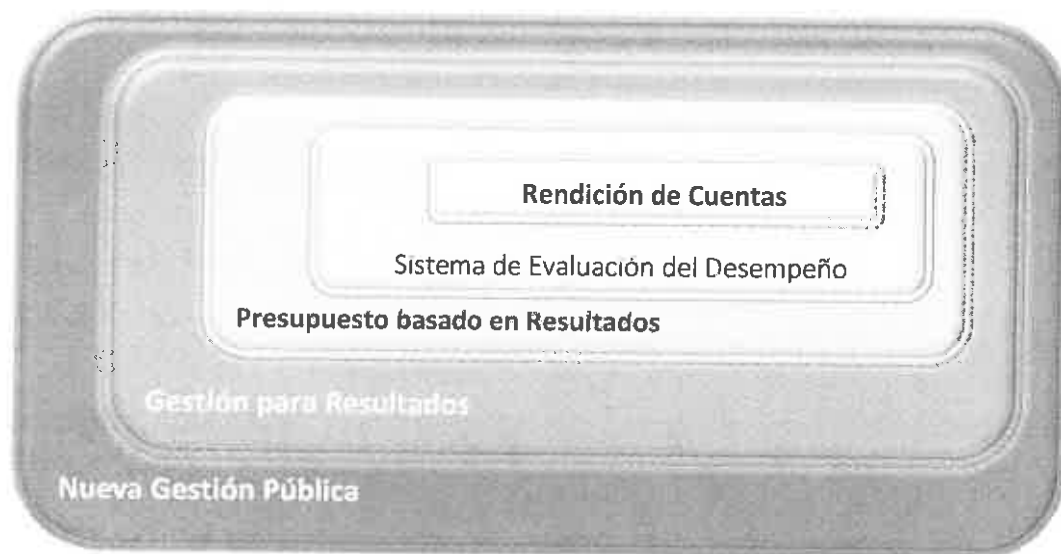 Rendición de Cuentas
Sistema de Evaluación del Desempeño
Presupuesto basado en Resultados
Gestión para Resultados
Nueva Gestión Pública